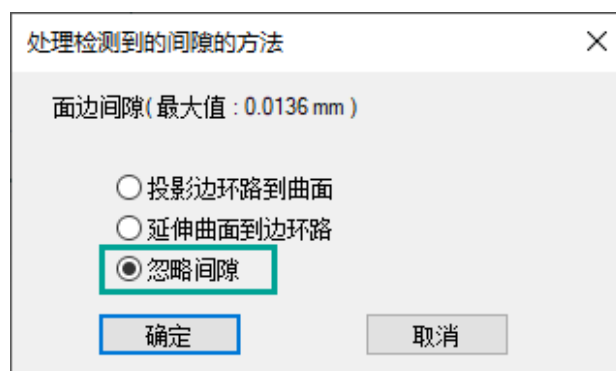 处理检测到的间隙的方法
面边间隙(最大值:0.0136 mm)
投影边环路到曲面
延伸曲面到边环路
忽略间隙
确定 取消